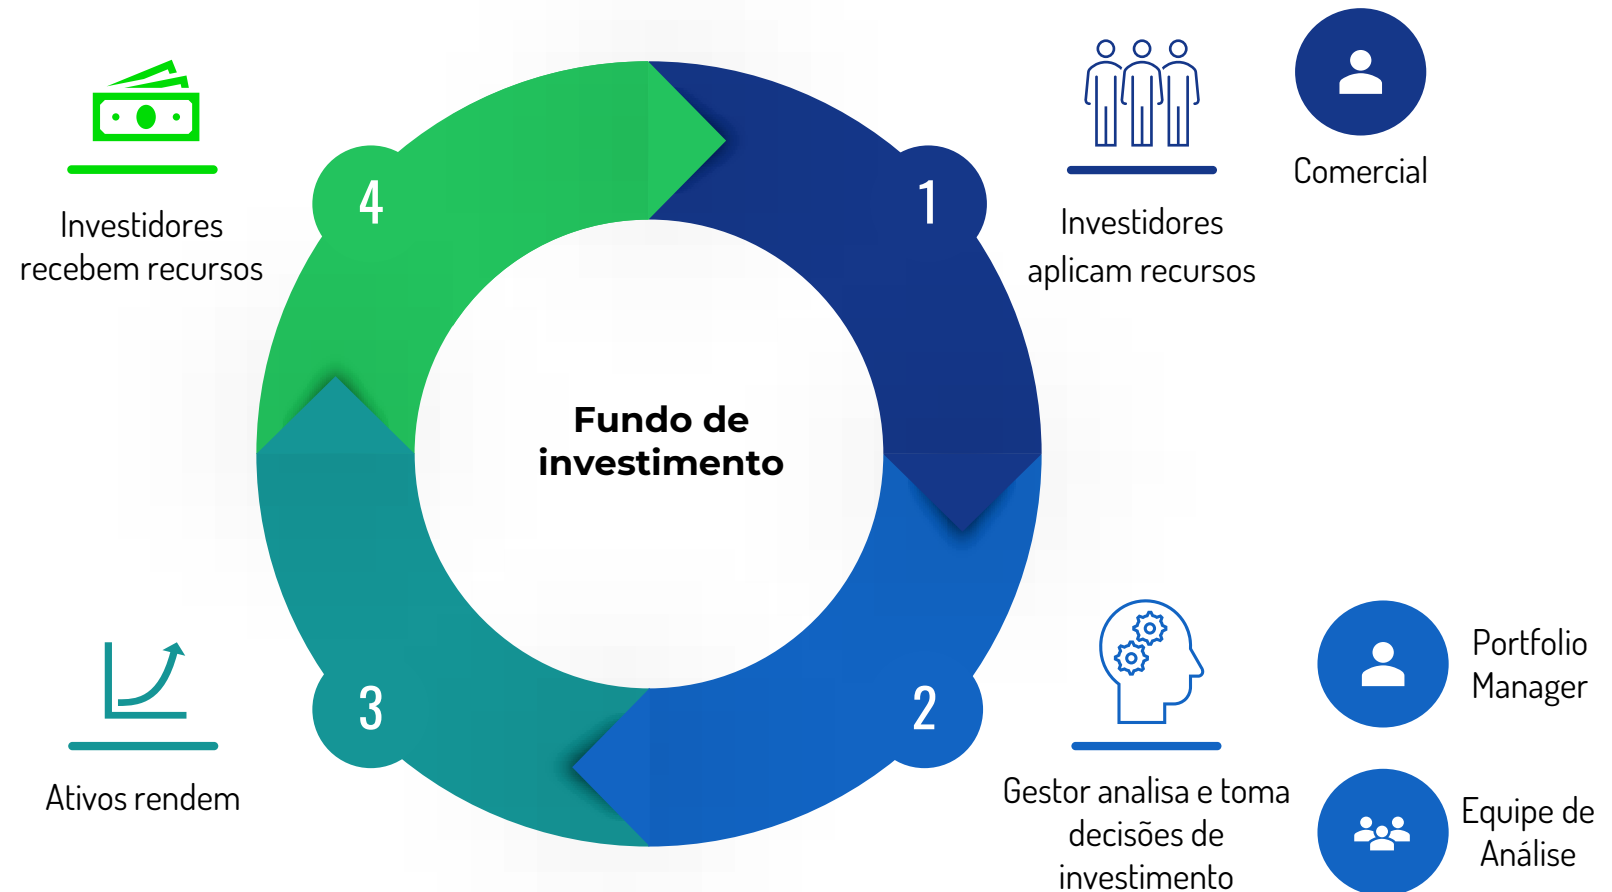 4
Investidores
recebem recursos
1
Investidores
aplicam recursos
Comercial
Fundo de
investimento
3
Ativos rendem
2
Gestor analisa e toma
decisões de
investimento
Portfolio
Manager
Equipe de
Análise